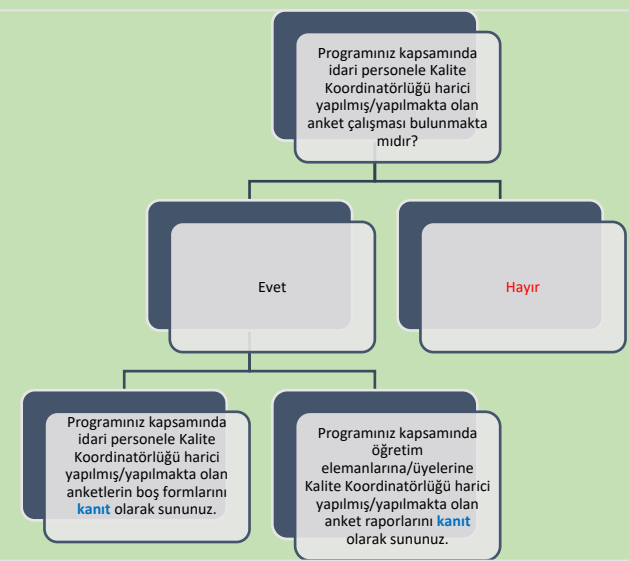 Programınız kapsamında
idari personele Kalite
Koordinatörlüğü harici
yapılmış/yapılmakta olan
anket çalışması bulunmakta
mıdır?
Evet
Hayır
Programınız kapsamında
idari personele Kalite
Koordinatörlüğü harici
yapılmış/yapılmakta olan
anketlerin boş formlarını
kanıt olarak sununuz.
Programınız kapsamında
öğretim
elemanlarına/üyelerine
Kalite Koordinatörlüğü harici
yapılmış/yapılmakta olan
anket raporlarını kanıt
olarak sununuz.